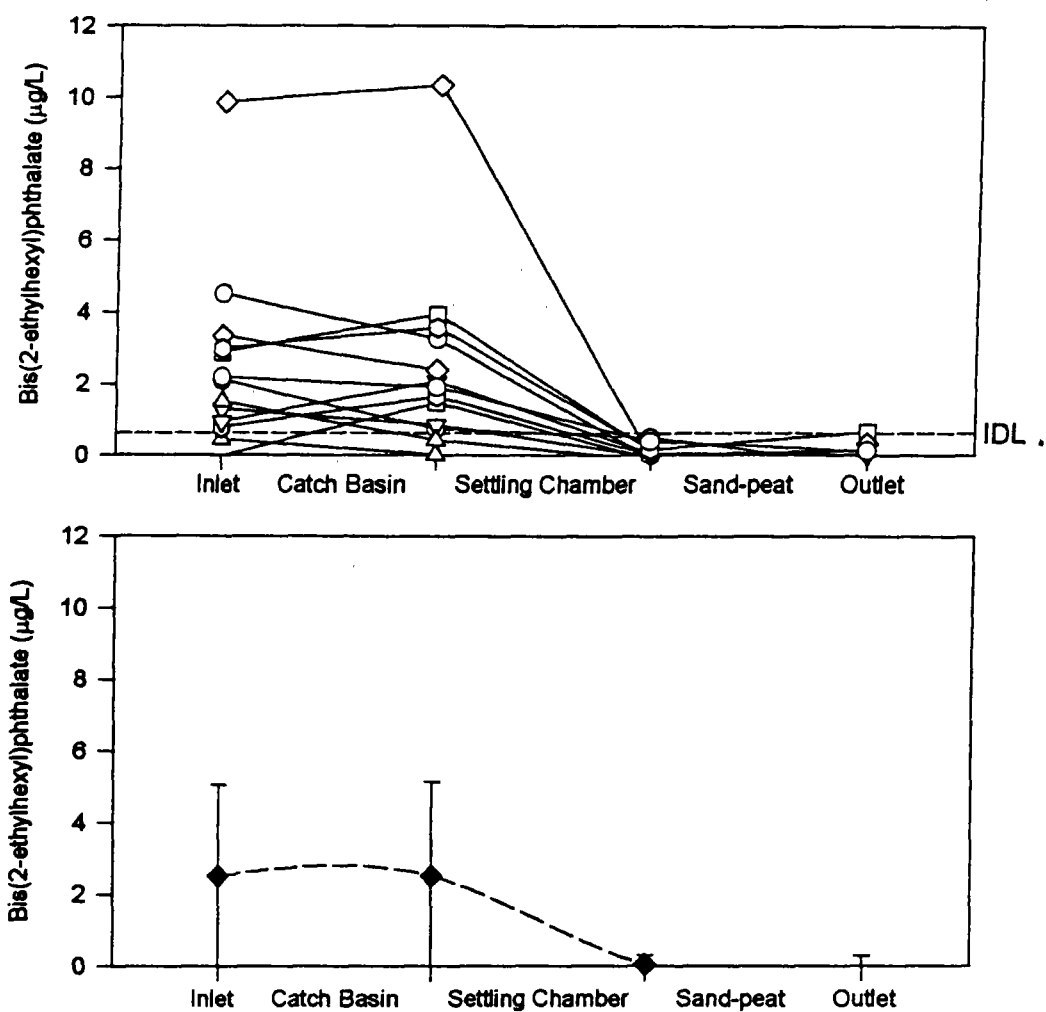 12
10
8
6
4
2
0
Bis(2-ethylhexyl)phthalate (µg/L)
IDL
Inlet Catch Basin Settling Chamber Sand-peat Outlet
12
10
8
6
4
2
0
Bis(2-ethylhexyl)phthalate (µg/L)
Inlet Catch Basin Settling Chamber Sand-peat Outlet